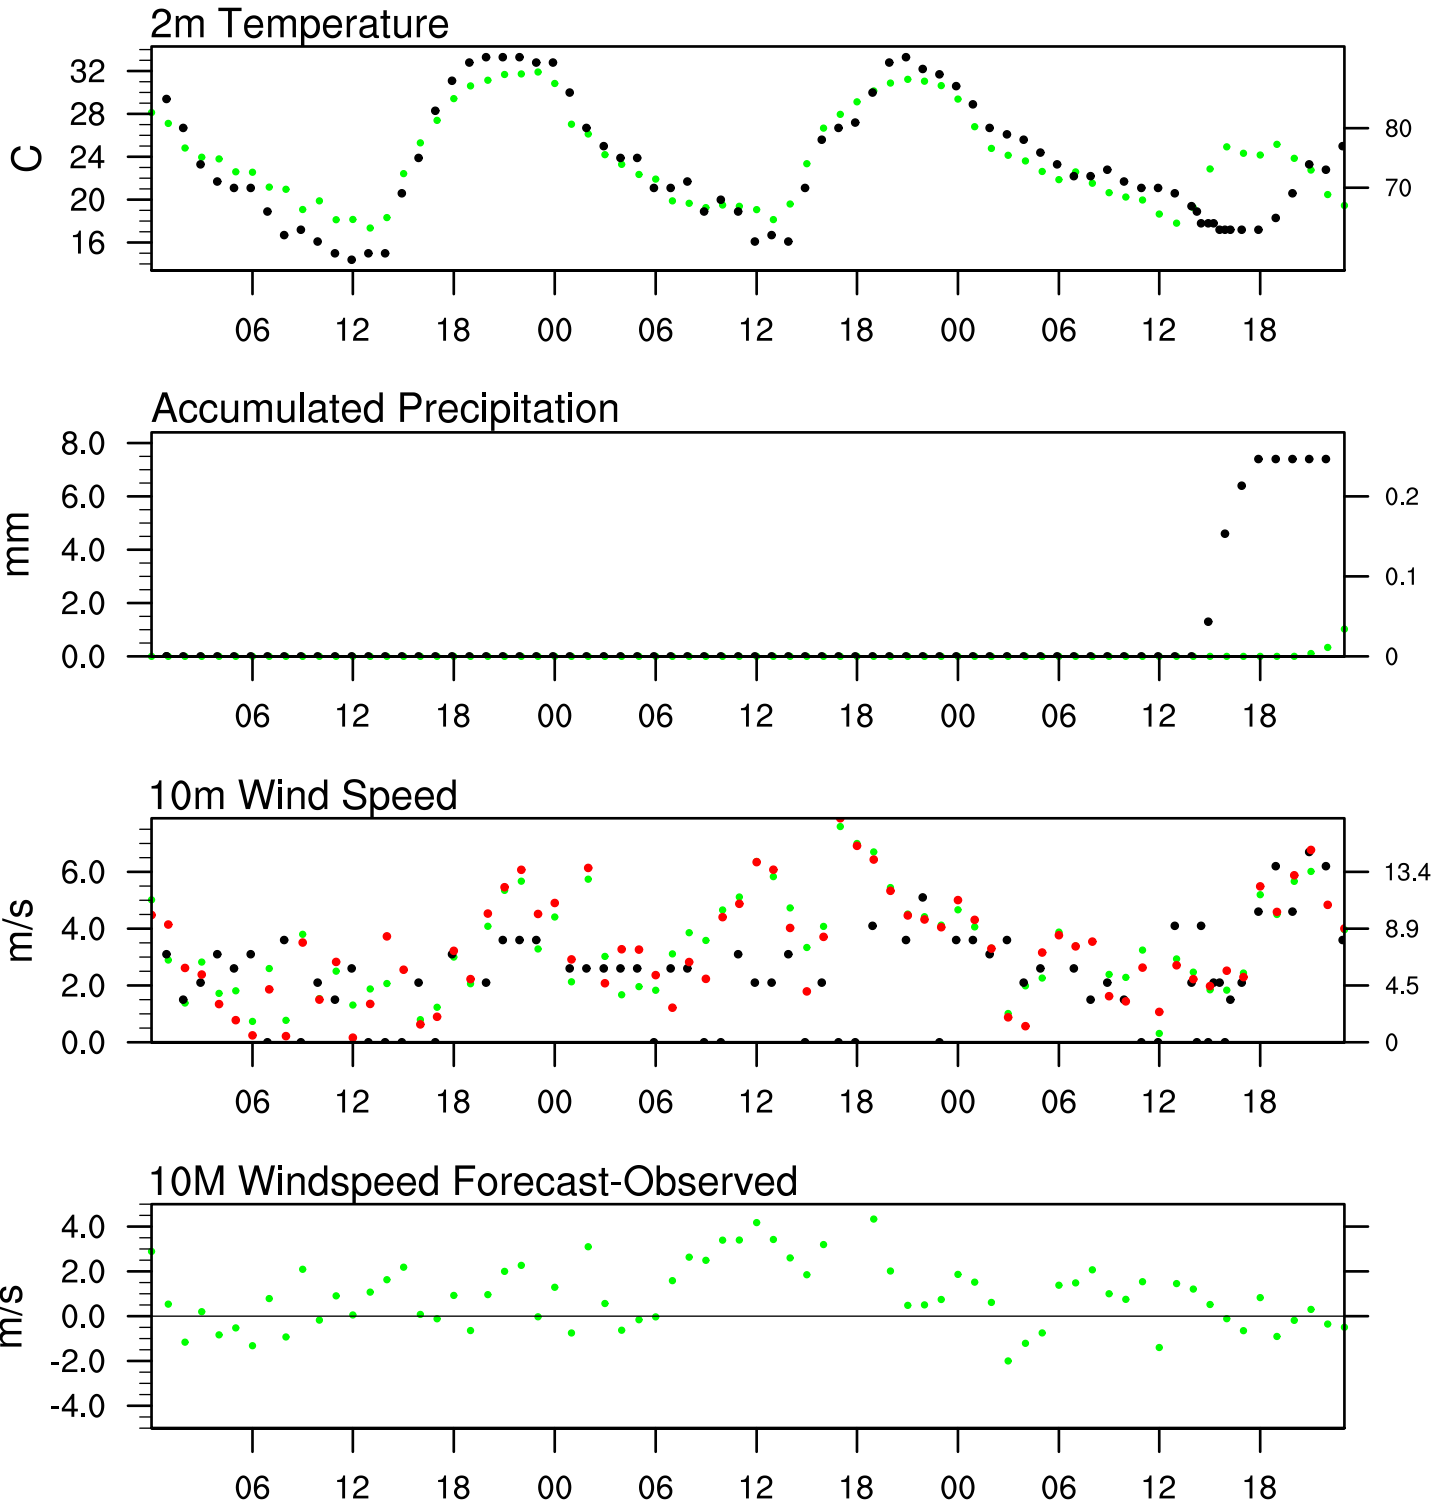 2m Temperature
32
28
24
20
16
C
80
70
06 12 18 00 06 12 18 00 06 12 18
Accumulated Precipitation
8.0
6.0
4.0
2.0
0.0
mm
0.2
0.1
0
06 12 18 00 06 12 18 00 06 12 18
10m Wind Speed
6.0
4.0
2.0
0.0
m/s
13.4
8.9
4.5
0
06 12 18 00 06 12 18 00 06 12 18
10M Windspeed Forecast-Observed
4.0
2.0
0.0
-2.0
-4.0
m/s
06 12 18 00 06 12 18 00 06 12 18